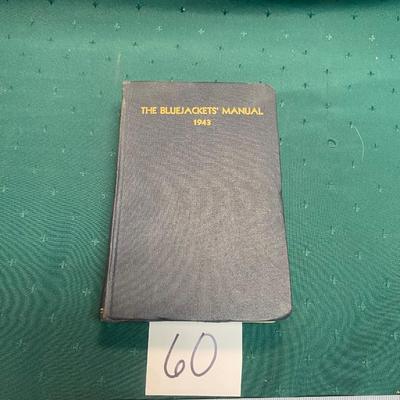 THE BLUEJACKETS' MANUAL
1943
60